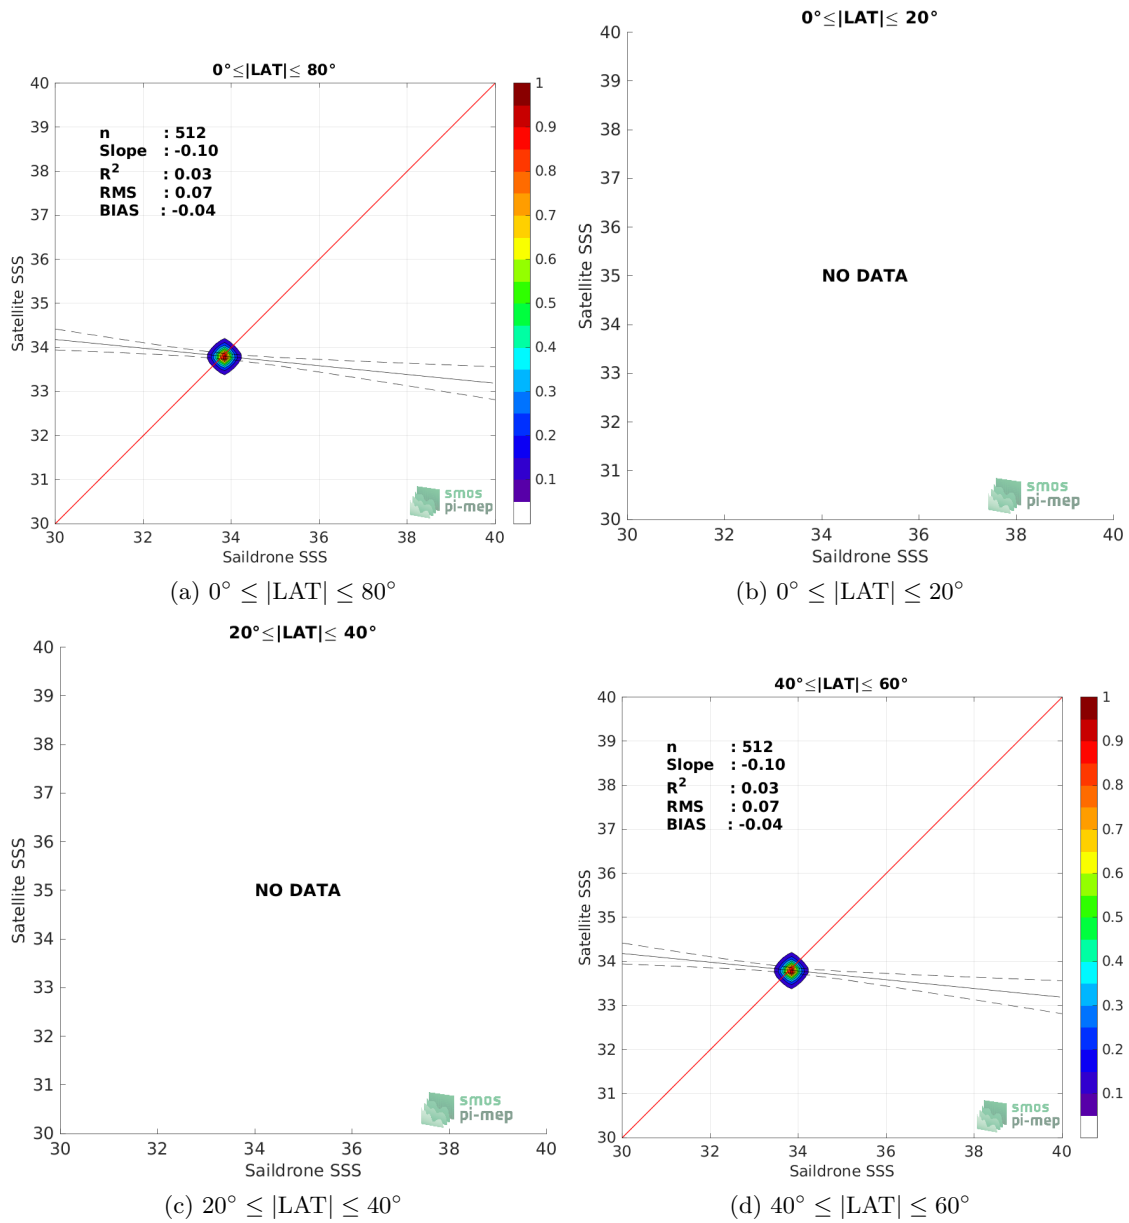 0°≤|LAT|≤ 80°
40
39
38
37
36
35
34
33
32
31
30
n : 512
Slope : -0.10
R² : 0.03
RMS : 0.07
BIAS : -0.04
Satellite SSS
smos
pi-mep
30 32 34 36 38 40
Saildrone SSS
1
0.9
0.8
0.7
0.6
0.5
0.4
0.3
0.2
0.1
(a) 0° ≤ |LAT| ≤ 80°
0°≤|LAT|≤ 20°
40
39
38
37
36
35
34
33
32
31
30
Satellite SSS
NO DATA
smos
pi-mep
30 32 34 36 38 40
Saildrone SSS
(b) 0° ≤ |LAT| ≤ 20°
20°≤|LAT|≤ 40°
40
39
38
37
36
35
34
33
32
31
30
Satellite SSS
NO DATA
smos
pi-mep
30 32 34 36 38 40
Saildrone SSS
(c) 20° ≤ |LAT| ≤ 40°
40°≤|LAT|≤ 60°
40
39
38
37
36
35
34
33
32
31
30
n : 512
Slope : -0.10
R² : 0.03
RMS : 0.07
BIAS : -0.04
Satellite SSS
smos
pi-mep
30 32 34 36 38 40
Saildrone SSS
1
0.9
0.8
0.7
0.6
0.5
0.4
0.3
0.2
0.1
(d) 40° ≤ |LAT| ≤ 60°